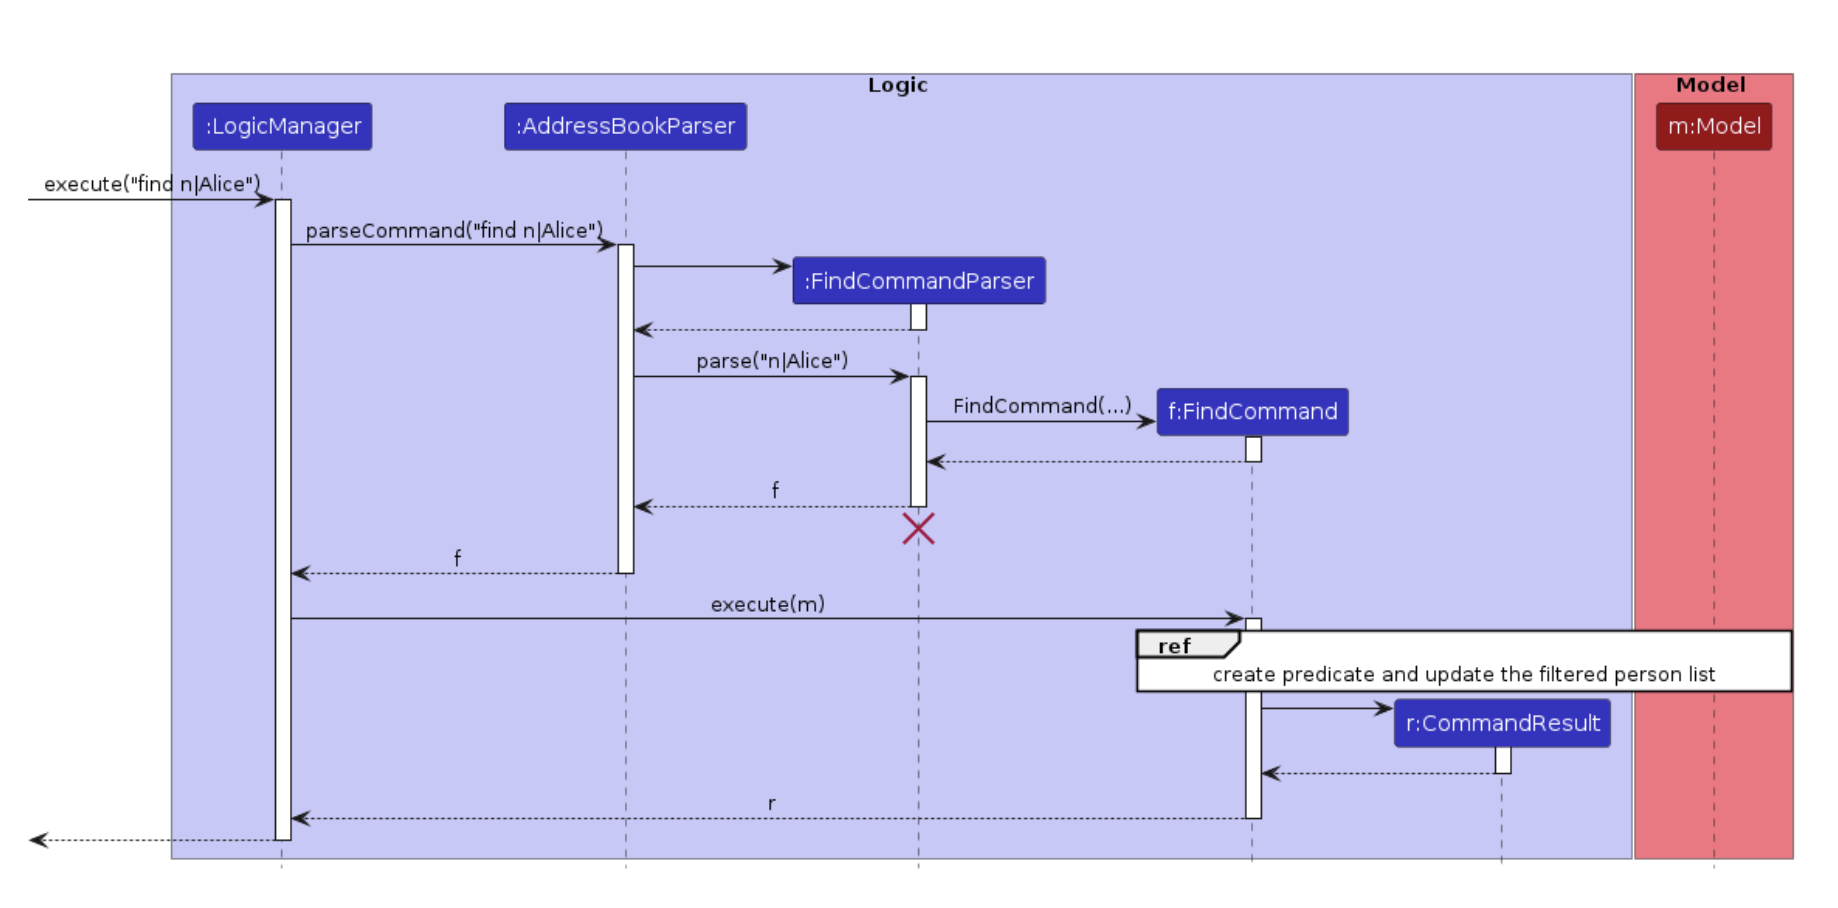 Logic
Model
:LogicManager
:AddressBookParser
m:Model
execute("find n|Alice")
parseCommand("find n|Alice")
:FindCommandParser
parse("n|Alice")
FindCommand(...)
f:FindCommand
f
f
execute(m)
ref
create predicate and update the filtered person list
r:CommandResult
r